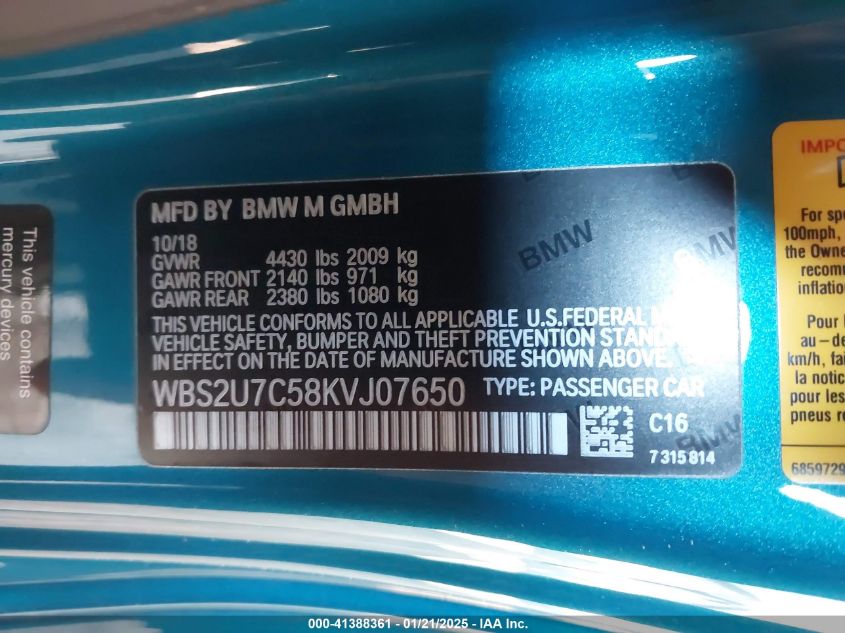 This vehicle contains
mercury devices
MFD BY BMW M GMBH
10/18
GVWR 4430 lbs 2009 kg
GAWR FRONT 2140 lbs 971 kg
GAWR REAR 2380 lbs 1080 kg
THIS VEHICLE CONFORMS TO ALL APPLICABLE U.S.FEDERAL
VEHICLE SAFETY, BUMPER AND THEFT PREVENTION
IN EFFECT ON THE DATE OF MANUFACTURE SHOWN ABOVE.
WBS2U7C58KVJ07650 TYPE: PASSENGER CAR
C16
7 315 814
BMW
BMW
BMW
For
100mph,
the Owne
recom
inflatio
Pour
au-de
km/h, fai
la notic
pour les
pneus re
6859729
000-41388361 - 01/21/2025 - IAA Inc.